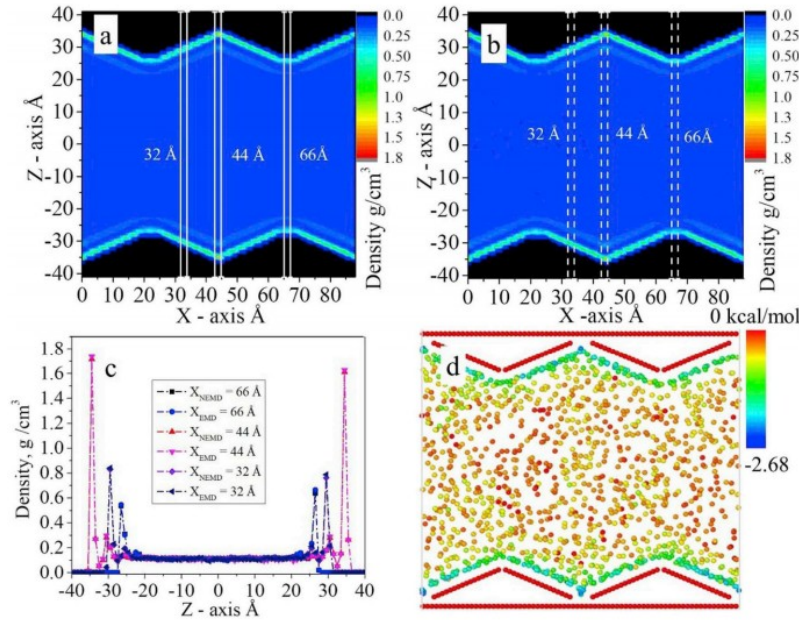 a
40
30
20
10
0
-10
-20
-30
-40
Z - axis Å
0 10 20 30 40 50 60 70 80
X - axis Å
32 Å
44 Å
66Å
0.0
0.25
0.50
0.75
1.0
1.3
1.5
1.8
Density g/cm³
b
40
30
20
10
0
-10
-20
-30
-40
Z - axis Å
0 10 20 30 40 50 60 70 80
X - axis Å
32 Å
44 Å
66Å
0.0
0.25
0.50
0.75
1.0
1.3
1.5
1.8
Density g/cm³
c
1.8
1.6
1.4
1.2
1.0
0.8
0.6
0.4
0.2
0.0
Density, g /cm³
-40 -30 -20 -10 0 10 20 30 40
Z - axis Å
X_NEMD = 66 Å
X_EMD = 66 Å
X_NEMD = 44 Å
X_EMD = 44 Å
X_NEMD = 32 Å
X_EMD = 32 Å
0 kcal/mol
d
-2.68